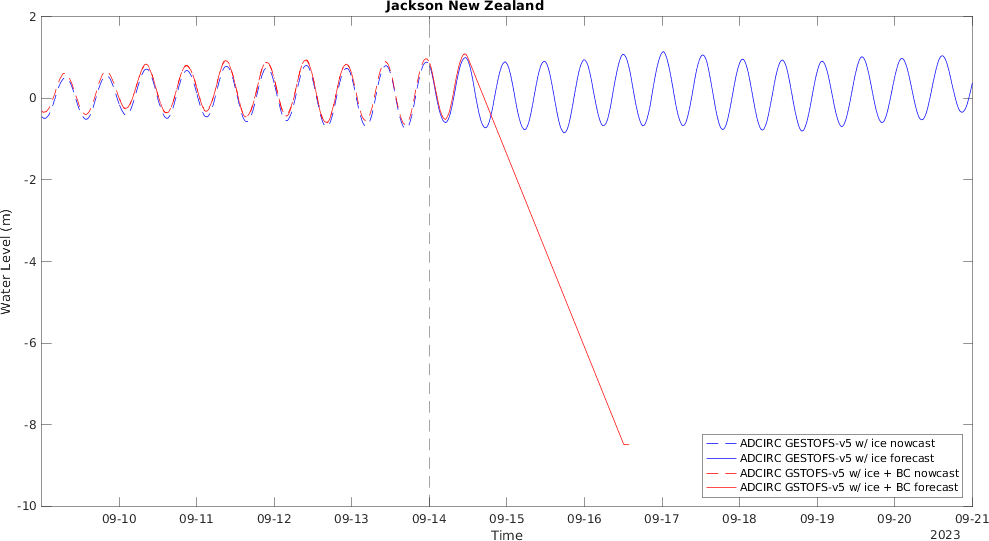 Jackson New Zealand
2
0
-2
-4
-6
-8
-10
Water Level (m)
ADCIRC GESTOFS-v5 w/ ice nowcast
ADCIRC GESTOFS-v5 w/ ice forecast
ADCIRC GSTOFS-v5 w/ ice + BC nowcast
ADCIRC GSTOFS-v5 w/ ice + BC forecast
09-10 09-11 09-12 09-13 09-14 09-15 09-16 09-17 09-18 09-19 09-20 09-21
Time
2023